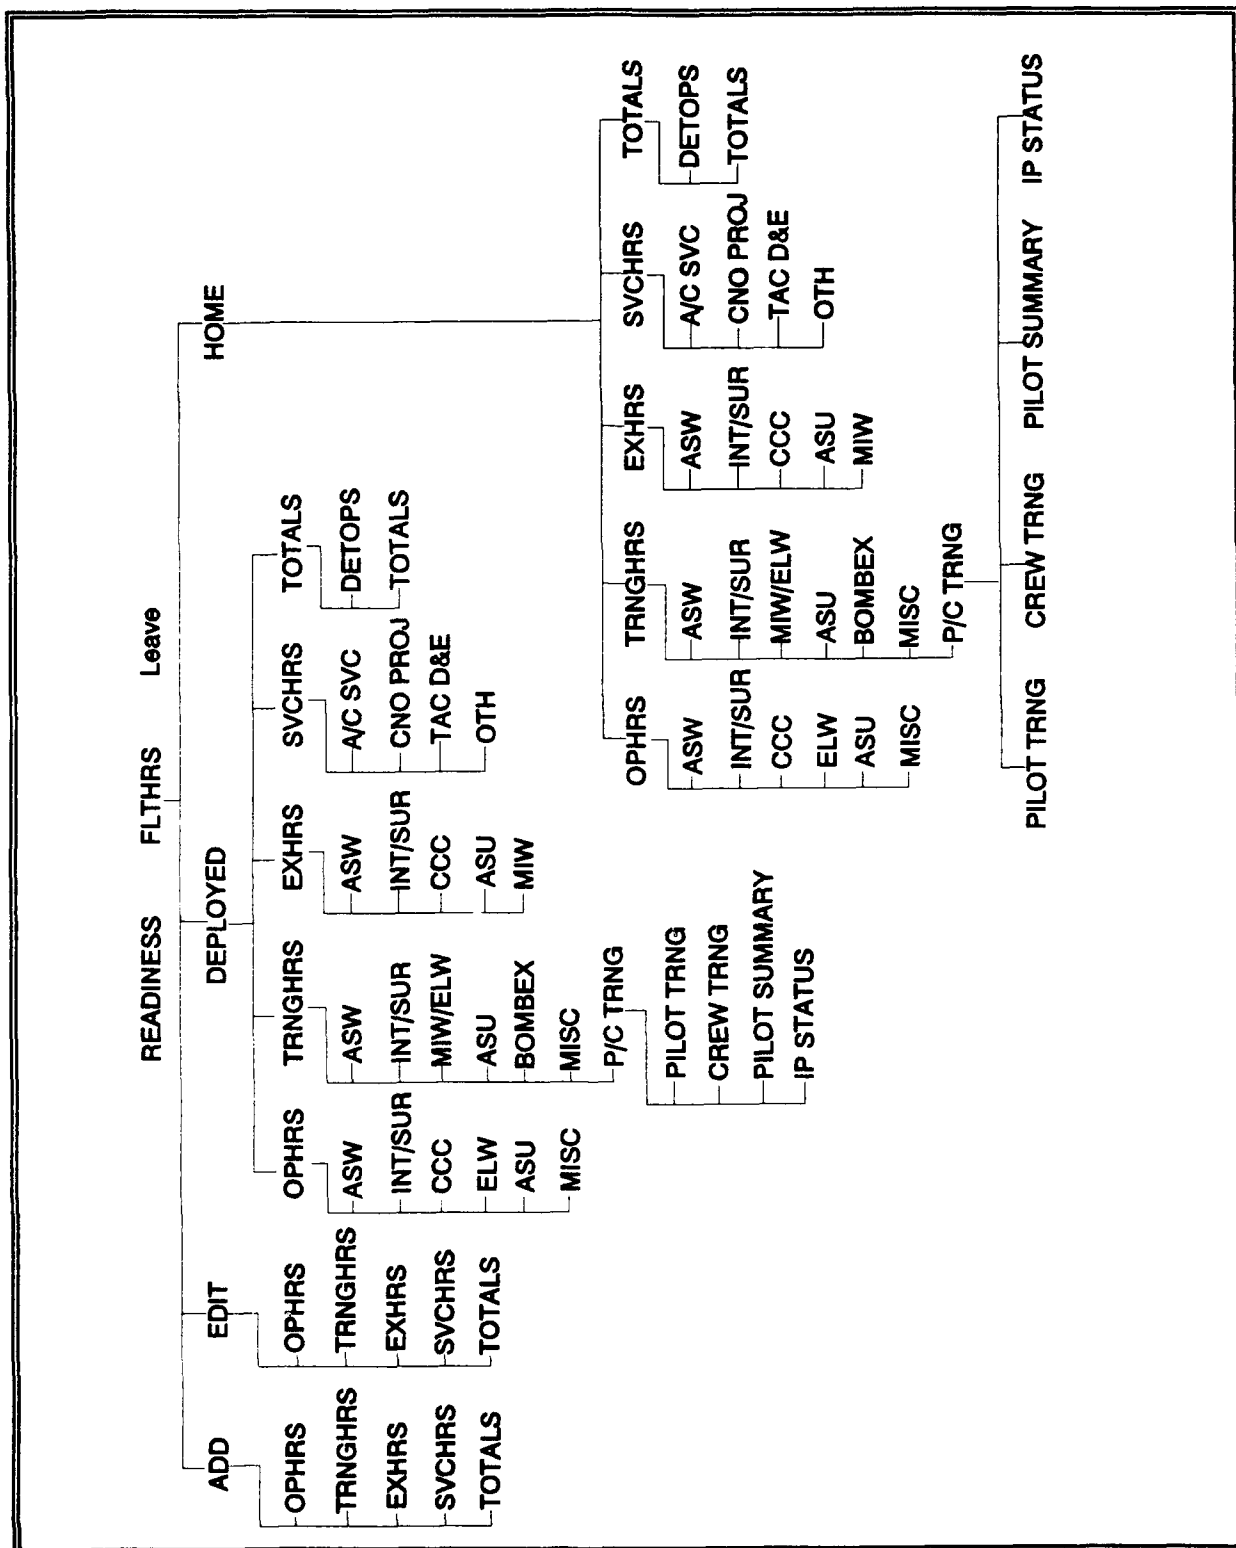 READINESS FLTHRS Leave
ADD EDIT DEPLOYED HOME
OPHRS
TRNGHRS
EXHRS
SVCHRS
TOTALS
OPHRS
TRNGHRS
EXHRS
SVCHRS
TOTALS
OPHRS
ASW
INT/SUR
CCC
ELW
ASU
MISC
TRNGHRS
ASW
INT/SUR
MIW/ELW
ASU
BOMBEX
MISC
P/C TRNG
PILOT TRNG
CREW TRNG
PILOT SUMMARY
IP STATUS
EXHRS
ASW
INT/SUR
CCC
ASU
MIW
SVCHRS
A/C SVC
CNO PROJ
TAC D&E
OTH
TOTALS
DETOPS
TOTALS
OPHRS
ASW
INT/SUR
CCC
ELW
ASU
MISC
TRNGHRS
ASW
INT/SUR
MIW/ELW
ASU
BOMBEX
MISC
P/C TRNG
EXHRS
ASW
INT/SUR
CCC
ASU
MIW
SVCHRS
A/C SVC
CNO PROJ
TAC D&E
OTH
TOTALS
DETOPS
TOTALS
PILOT TRNG CREW TRNG PILOT SUMMARY IP STATUS